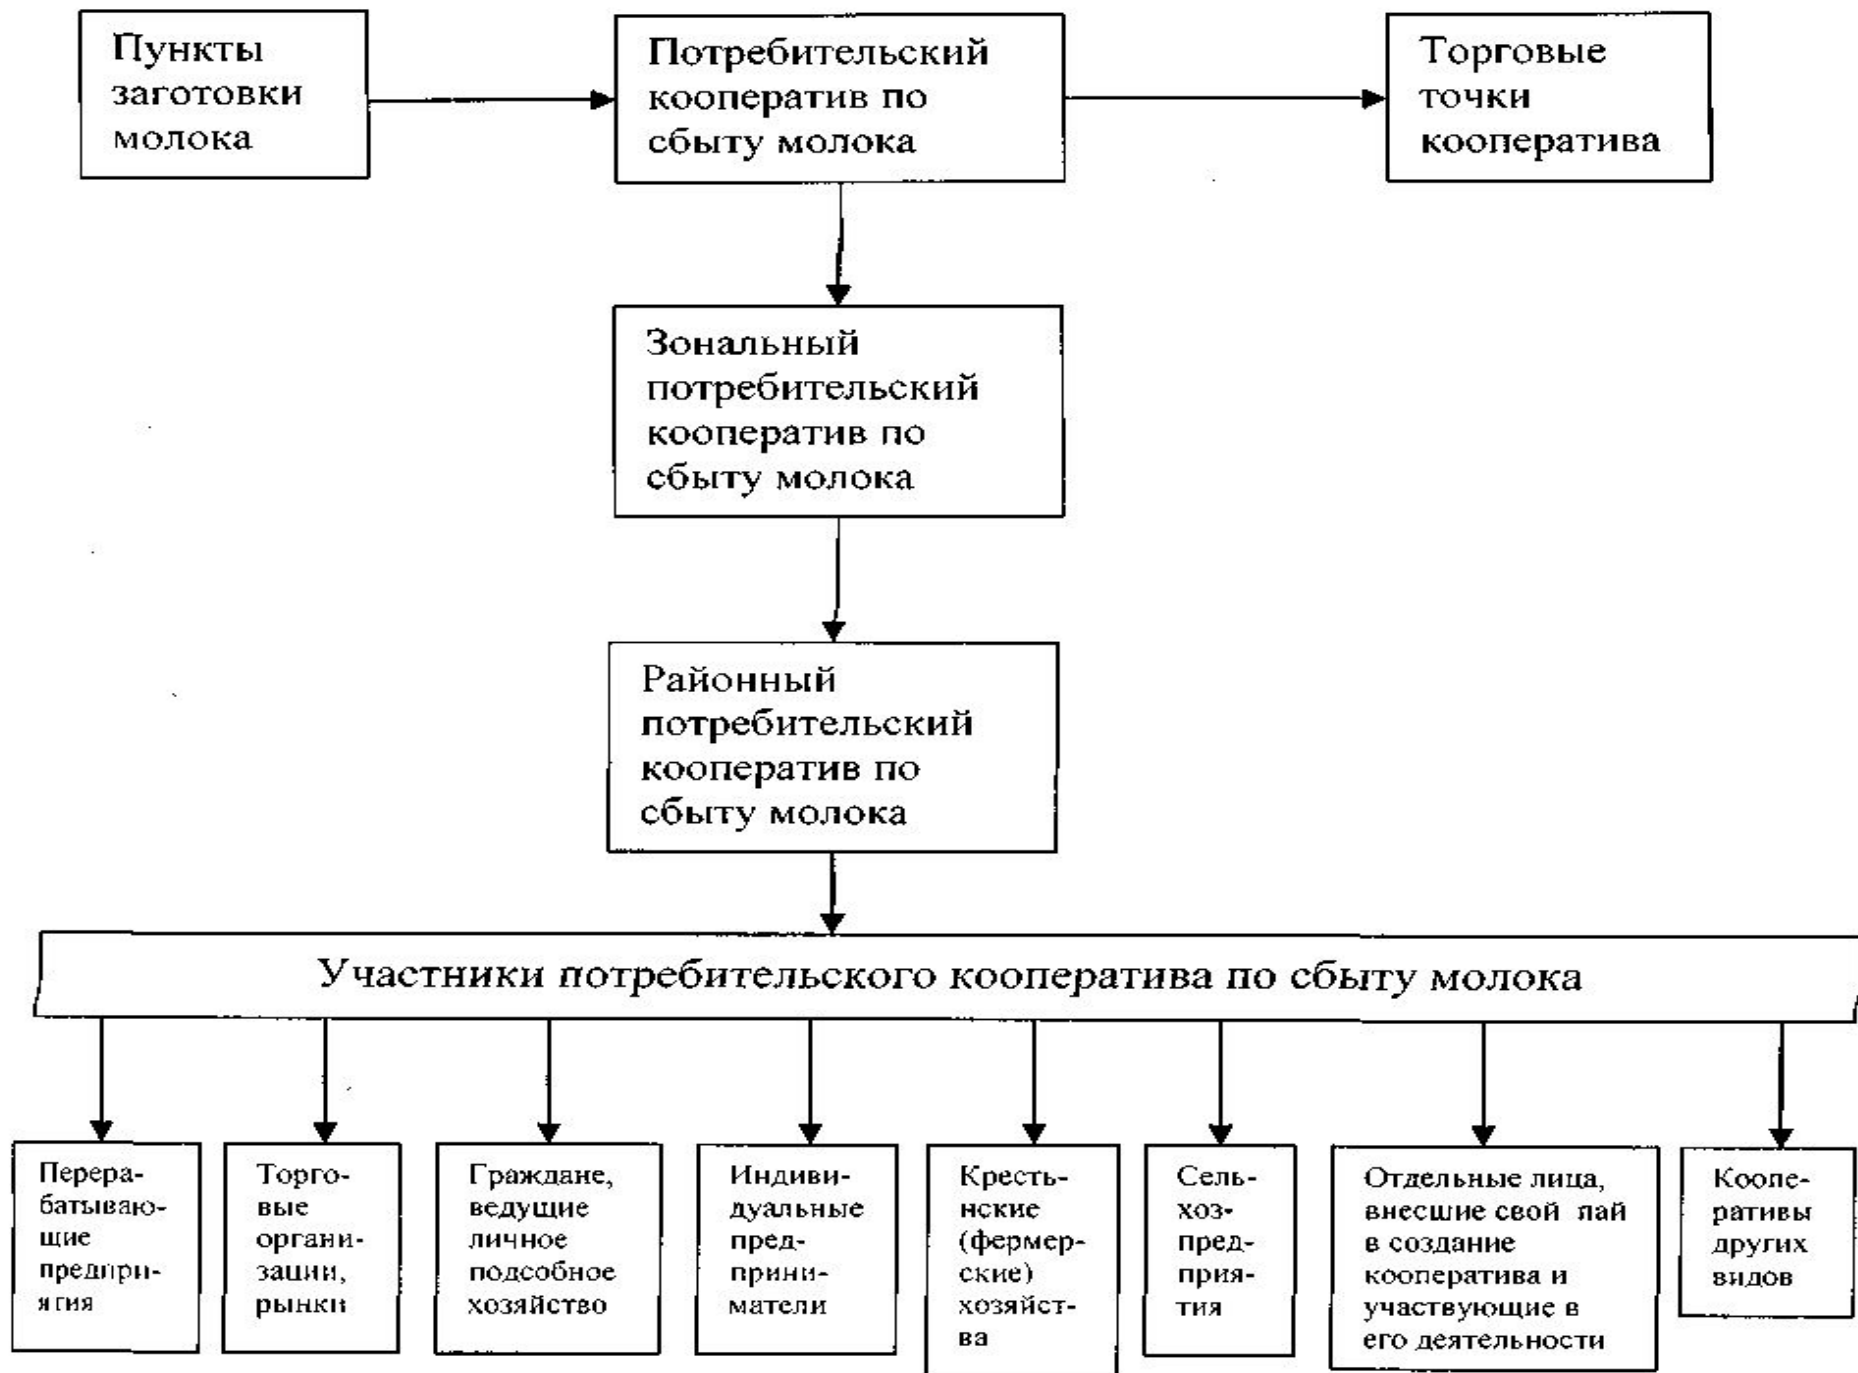 Пункты
заготовки
молока
Потребительский
кооператив по
сбыту молока
Торговые
точки
кооператива
Зональный
потребительский
кооператив по
сбыту молока
Районный
потребительский
кооператив по
сбыту молока
Участники потребительского кооператива по сбыту молока
Перера-
батываю-
щие
предпри-
ятия
Торго-
вые
органи-
зации,
рынки
Граждане,
ведущие
личное
подсобное
хозяйство
Индиви-
дуальные
пред-
прини-
матели
Кресть-
нские
(фермер-
ские)
хозяйст-
ва
Сель-
хоз-
пред-
прия-
тия
Отдельные лица,
внесшие свой пай
в создание
кооператива и
участвующие в
его деятельности
Коопе-
ративы
других
видов